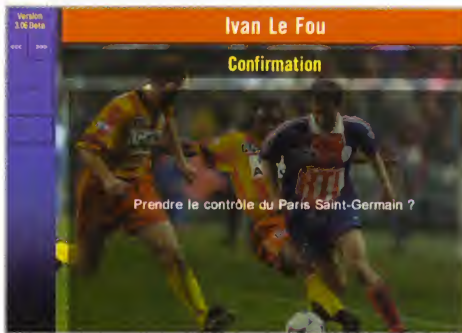 Version
3.06 Beta
<<< >>>
Ivan Le Fou
Confirmation
Prendre le contrôle du Paris Saint-Germain ?